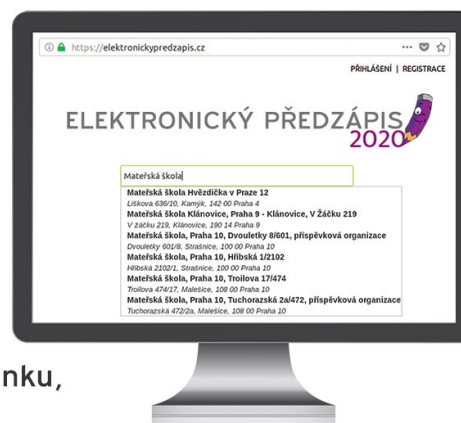 https://elektronickypredzapis.cz
PŘIHLÁŠENÍ | REGISTRACE
ELEKTRONICKÝ PŘEDZÁPIS
2020
Mateřská škola
Mateřská škola Hvězdička v Praze 12
Liškova 636/10, Kamýk, 142 00 Praha 4
Mateřská škola Klánovice, Praha 9 - Klánovice, V Žáčku 219
V žáčku 219, Klánovice, 190 14 Praha 9
Mateřská škola, Praha 10, Dvouletky 8/601, příspěvková organizace
Dvouletky 601/8, Strašnice, 100 00 Praha 10
Mateřská škola, Praha 10, Hřibská 1/2102
Hřibská 2102/1, Strašnice, 100 00 Praha 10
Mateřská škola, Praha 10, Troilova 17/474
Troilova 474/17, Malešice, 108 00 Praha 10
Mateřská škola, Praha 10, Tuchorazská 2a/472, příspěvková organizace
Tuchorazská 472/2a, Malešice, 108 00 Praha 10
nku,